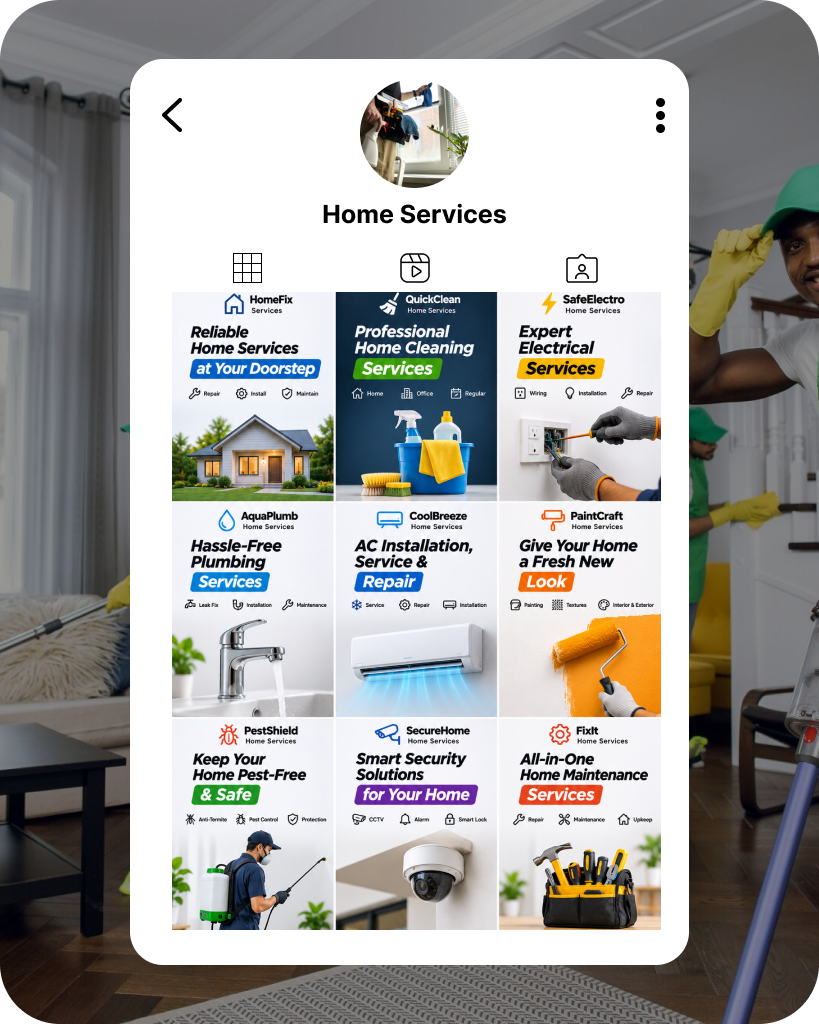 Home Services
HomeFix
Services
Reliable
Home Services
at Your Doorstep
Repair
Install
Maintain
QuickClean
Home Services
Professional
Home Cleaning
Services
Home
Office
Regular
SafeElectro
Home Services
Expert
Electrical
Services
Wiring
Installation
Repair
AquaPlumb
Home Services
Hassle-Free
Plumbing
Services
Leak Fix
Installation
Maintenance
CoolBreeze
Home Services
AC Installation,
Service &
Repair
Service
Repair
Installation
PaintCraft
Home Services
Give Your Home
a Fresh New
Look
Painting
Textures
Interior & Exterior
PestShield
Home Services
Keep Your
Home Pest-Free
& Safe
Anti-Termite
Pest Control
Protection
SecureHome
Home Services
Smart Security
Solutions
for Your Home
CCTV
Alarm
Smart Lock
FixIt
Home Services
All-in-One
Home Maintenance
Services
Repair
Maintenance
Upkeep